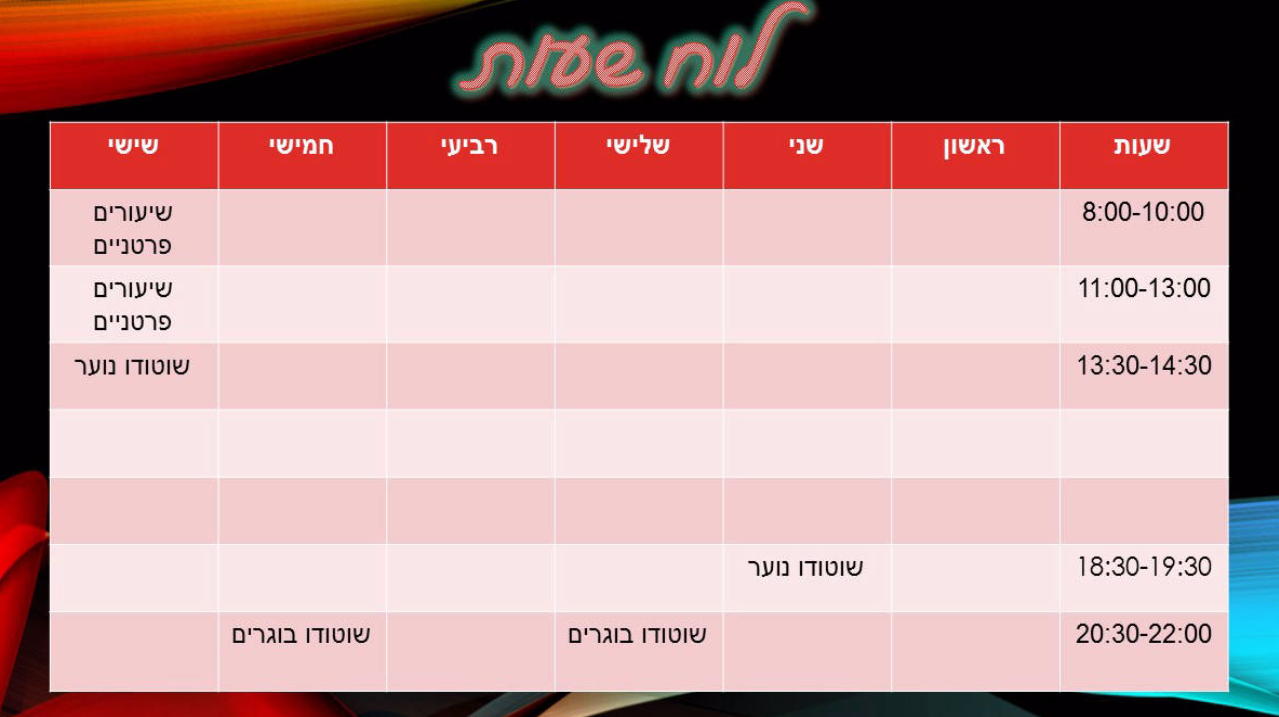 לוח שעות
שעות ראשון שני שלישי רביעי חמישי שישי
8:00-10:00 שיעורים
פרטניים
11:00-13:00 שיעורים
פרטניים
13:30-14:30 שוטודו נוער
18:30-19:30 שוטודו נוער
20:30-22:00 שוטודו בוגרים שוטודו בוגרים